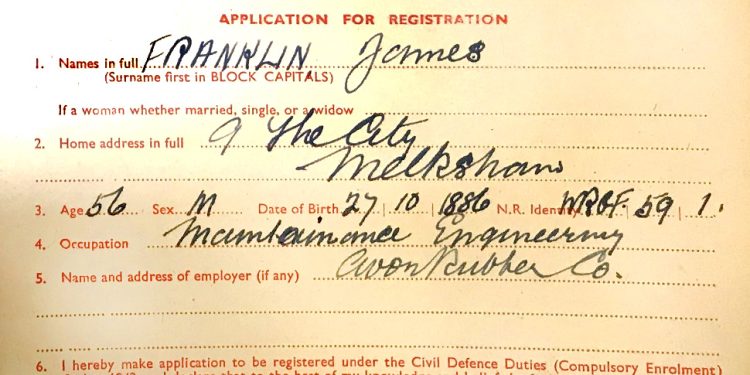 APPLICATION FOR REGISTRATION
1. Names in full FRANKLIN James
(Surname first in BLOCK CAPITALS)
If a woman whether married, single, or a widow
2. Home address in full 9 The City
Melksham
3. Age 56 Sex M Date of Birth 27 | 10 | 1886 N.R. Identity WRBF | 59 | 1.
4. Occupation Maintainance Engineering
5. Name and address of employer (if any) Avon Rubber Co.
6. I hereby make application to be registered under the Civil Defence Duties (Compulsory Enrolment)